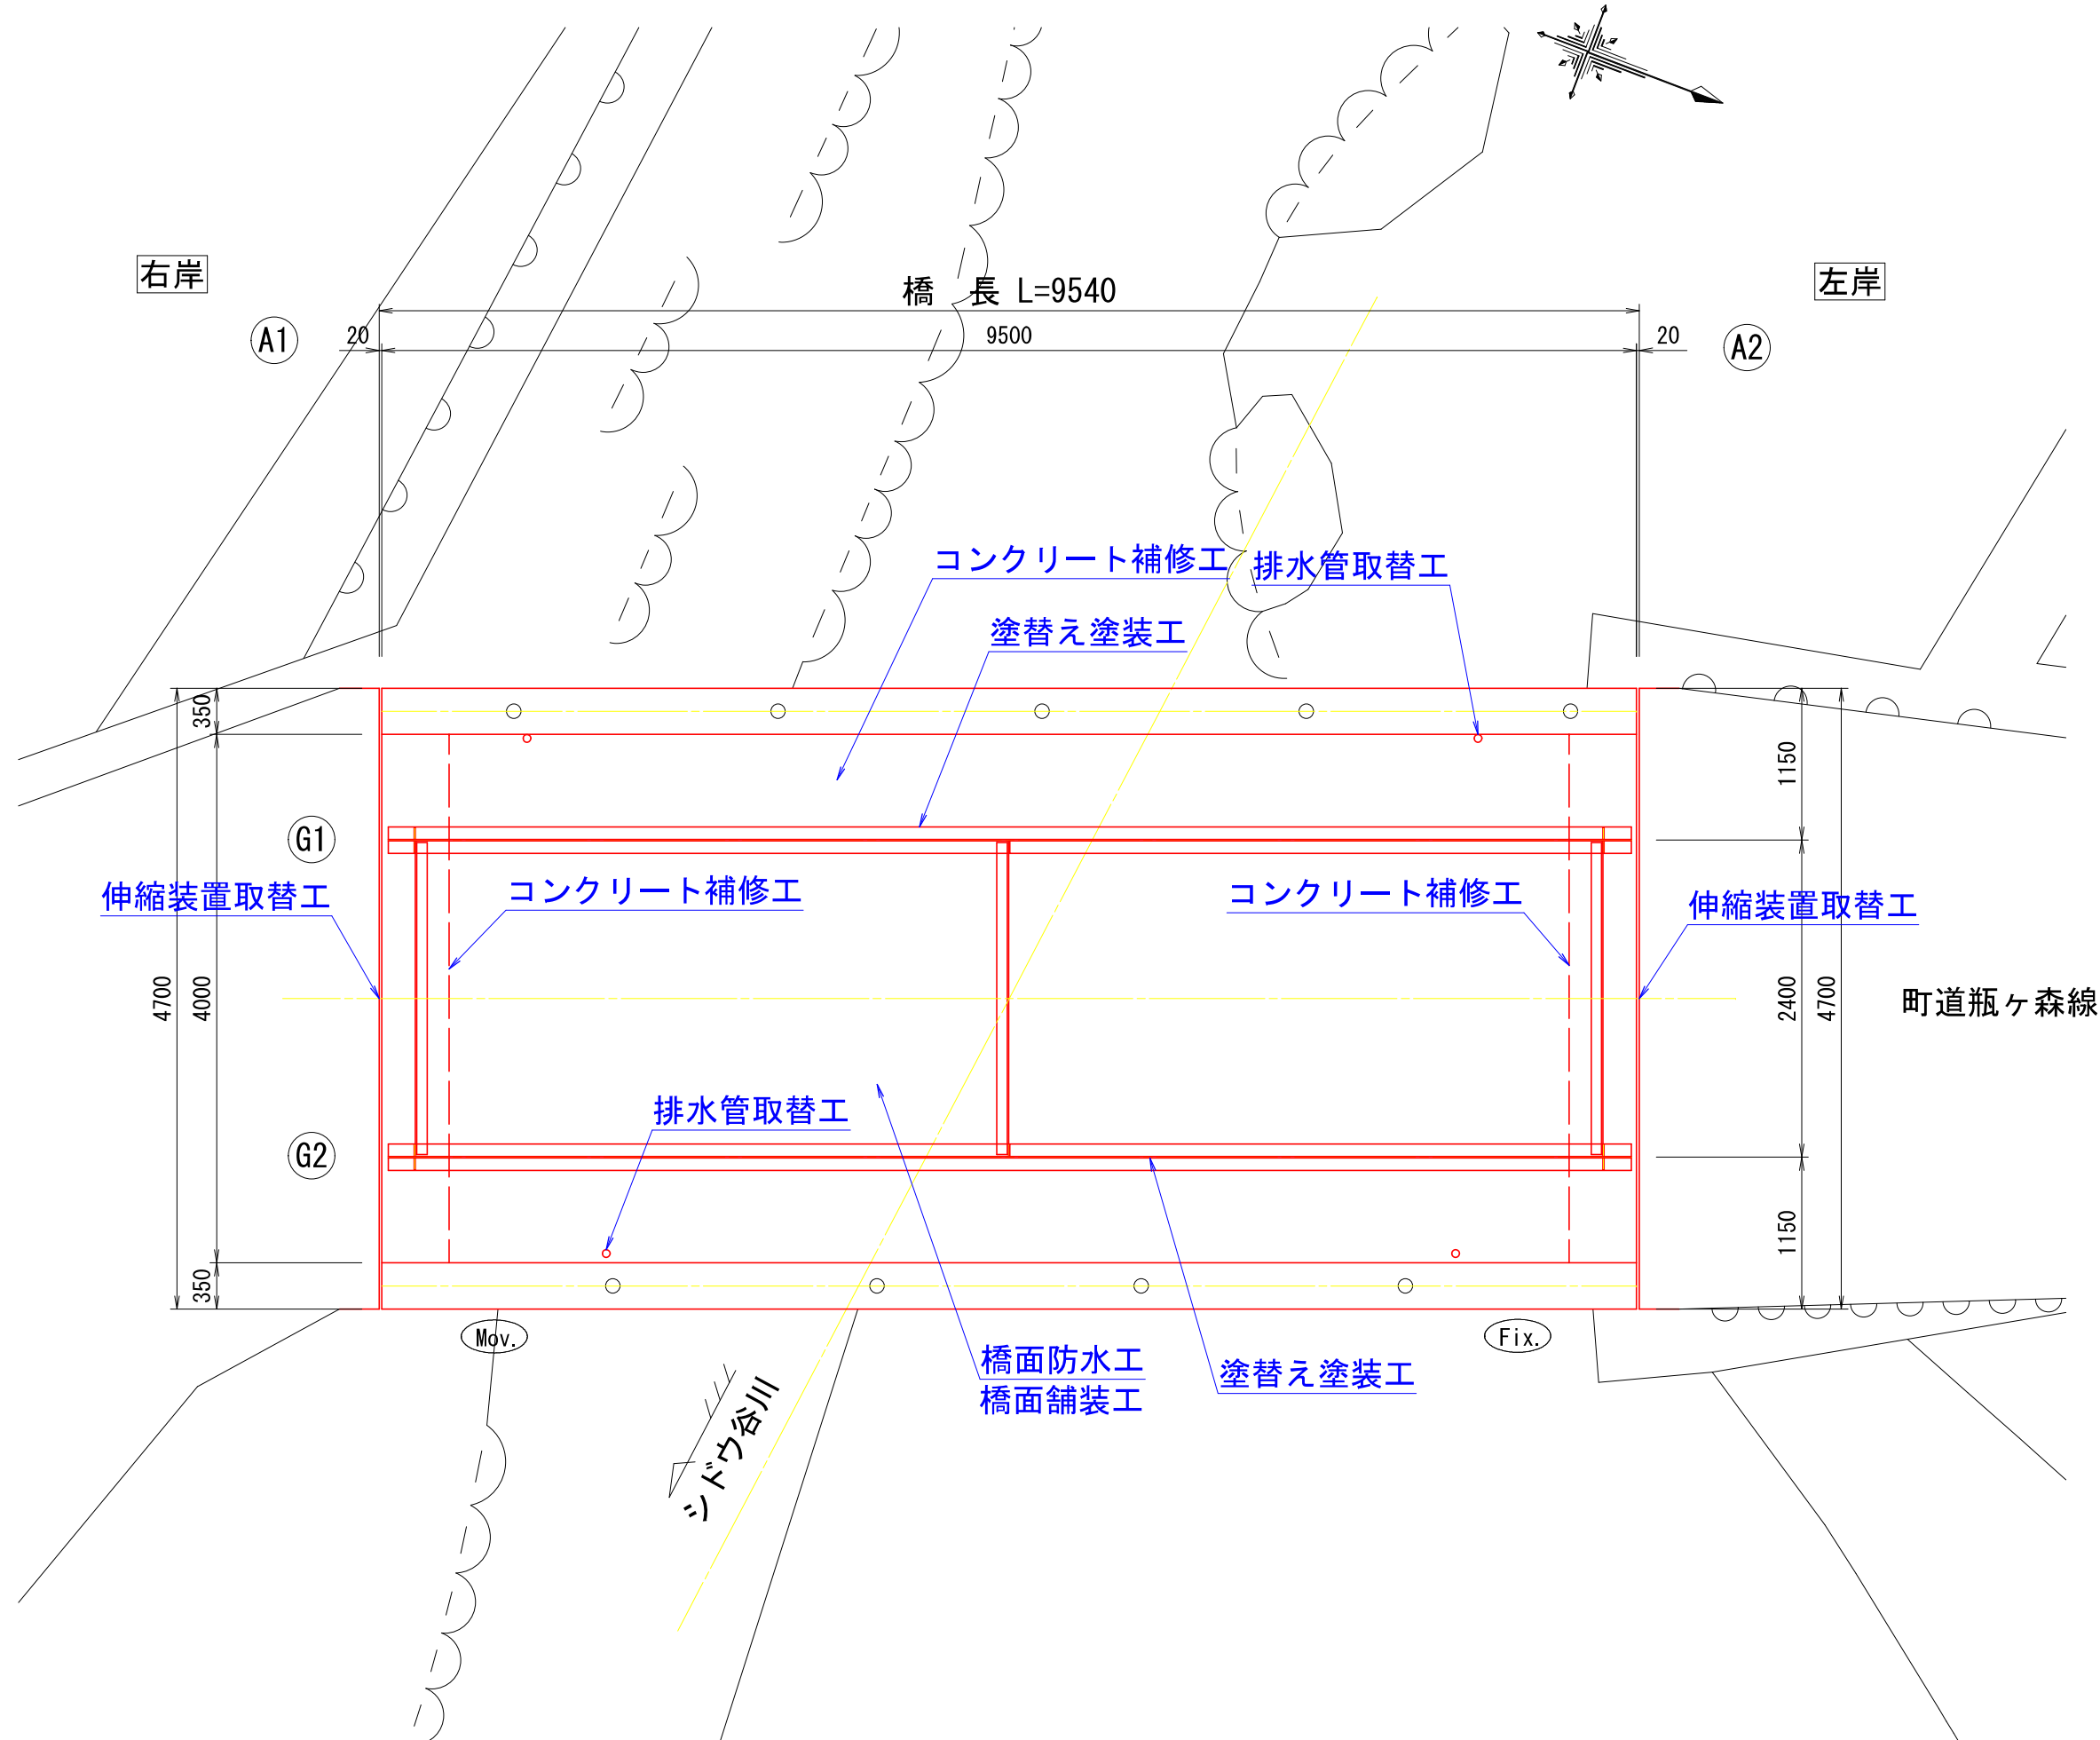 右岸
左岸
橋　長 L=9540
A1
20
9500
20
A2
コンクリート補修工
排水管取替工
塗替え塗装工
350
1150
G1
伸縮装置取替工
コンクリート補修工
コンクリート補修工
伸縮装置取替工
4700
4000
2400
4700
町道瓶ヶ森線
排水管取替工
G2
350
1150
Mov.
Fix.
橋面防水工
橋面舗装工
塗替え塗装工
シドウ谷川